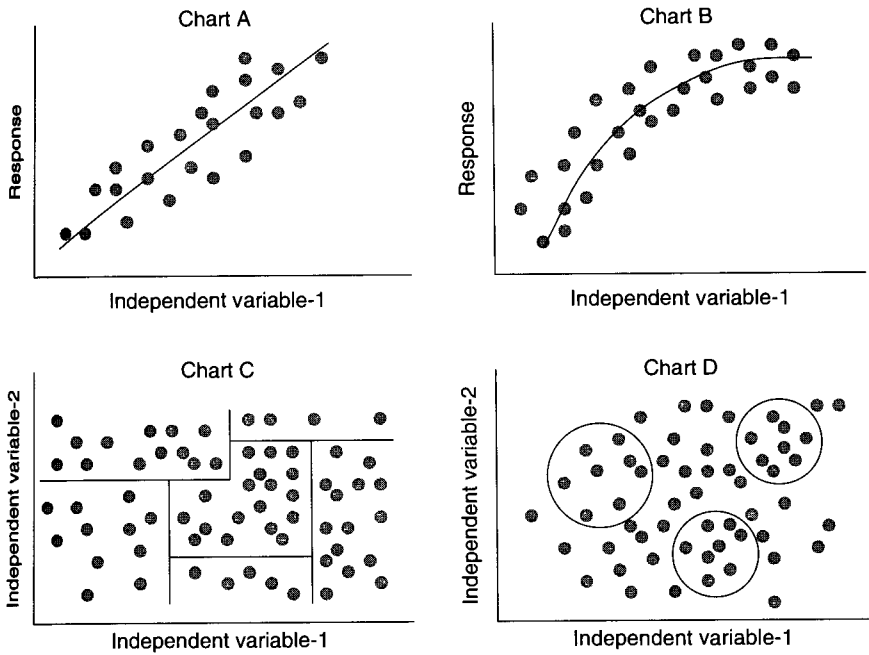 Chart A
Response
Independent variable-1
Chart B
Response
Independent variable-1
Chart C
Independent variable-2
Independent variable-1
Chart D
Independent variable-2
Independent variable-1